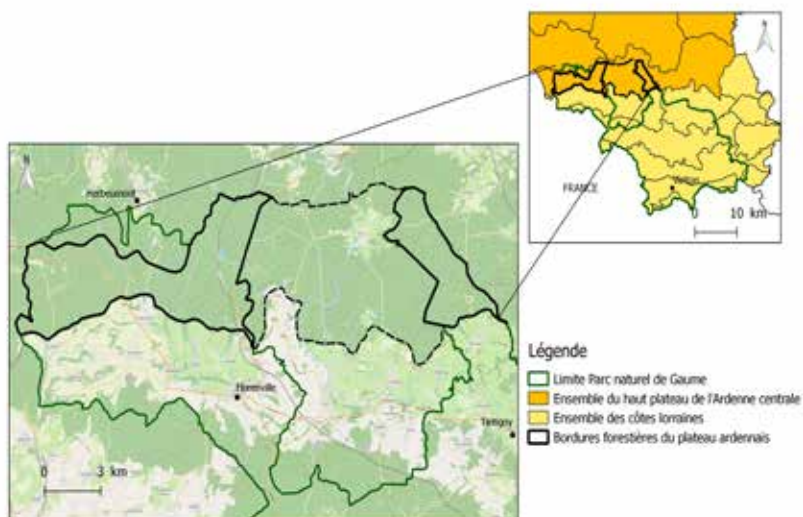 N
Herbeumont
Florenville
Tintigny
0 3 km
N
FRANCE
Virton
0 10 km
Légende
Limite Parc naturel de Gaume
Ensemble du haut plateau de l'Ardenne centrale
Ensemble des côtes lorraines
Bordures forestières du plateau ardennais